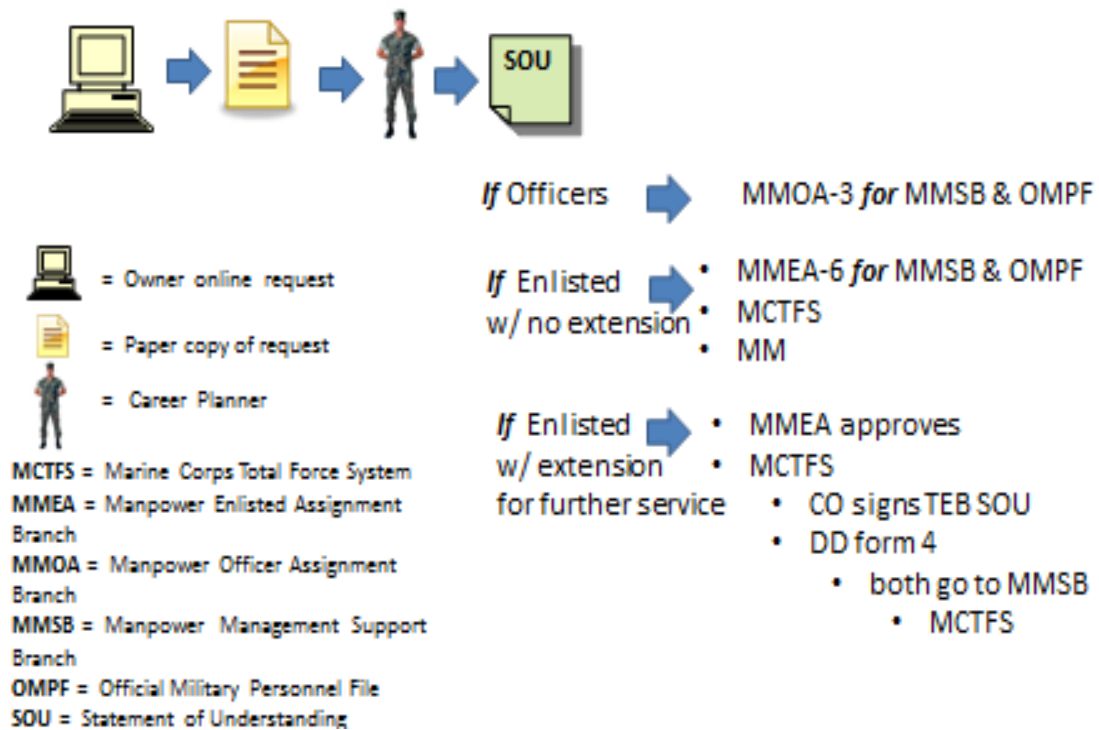 SOU
If Officers
MMOA-3 for MMSB & OMPF
If Enlisted
w/ no extension
• MMEA-6 for MMSB & OMPF
• MCTFS
• MM
If Enlisted
w/ extension
for further service
• MMEA approves
• MCTFS
• CO signs TEB SOU
• DD form 4
• both go to MMSB
• MCTFS
= Owner online request
= Paper copy of request
= Career Planner
MCTFS = Marine Corps Total Force System
MMEA = Manpower Enlisted Assignment
Branch
MMOA = Manpower Officer Assignment
Branch
MMSB = Manpower Management Support
Branch
OMPF = Official Military Personnel File
SOU = Statement of Understanding